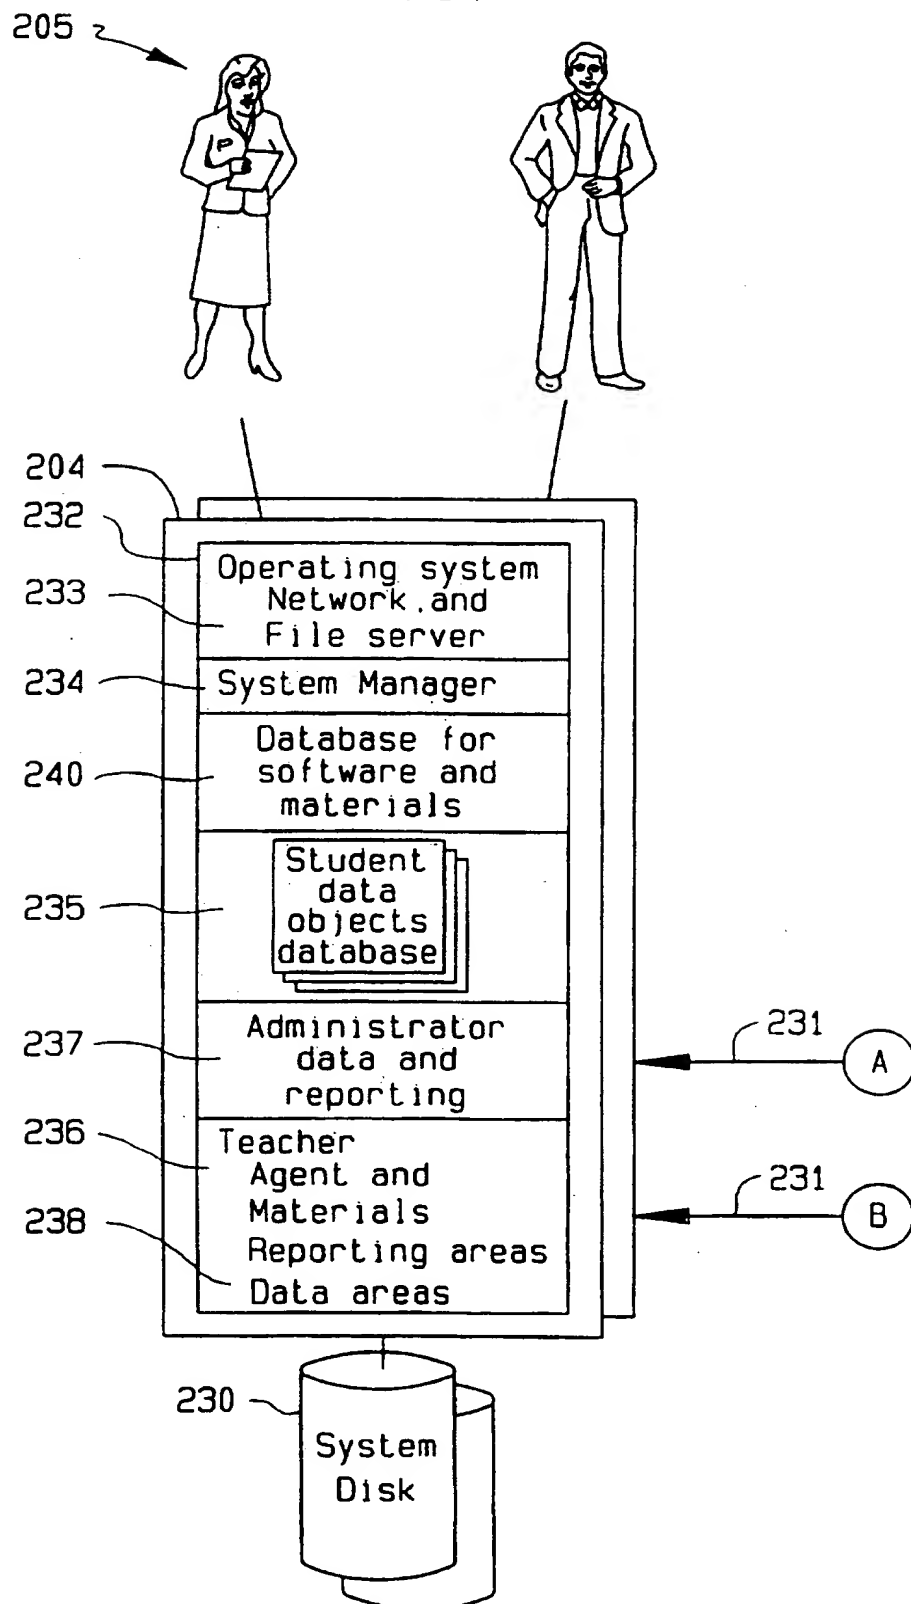 205
204
232
Operating system
233
Network.and
File server
234
System Manager
Database for
240
software and
materials
Student
data
235
objects
database
Administrator
231
237
data and
A
reporting
236
Teacher
Agent and
Materials
231
B
238
Reporting areas
Data areas
230
System
Disk